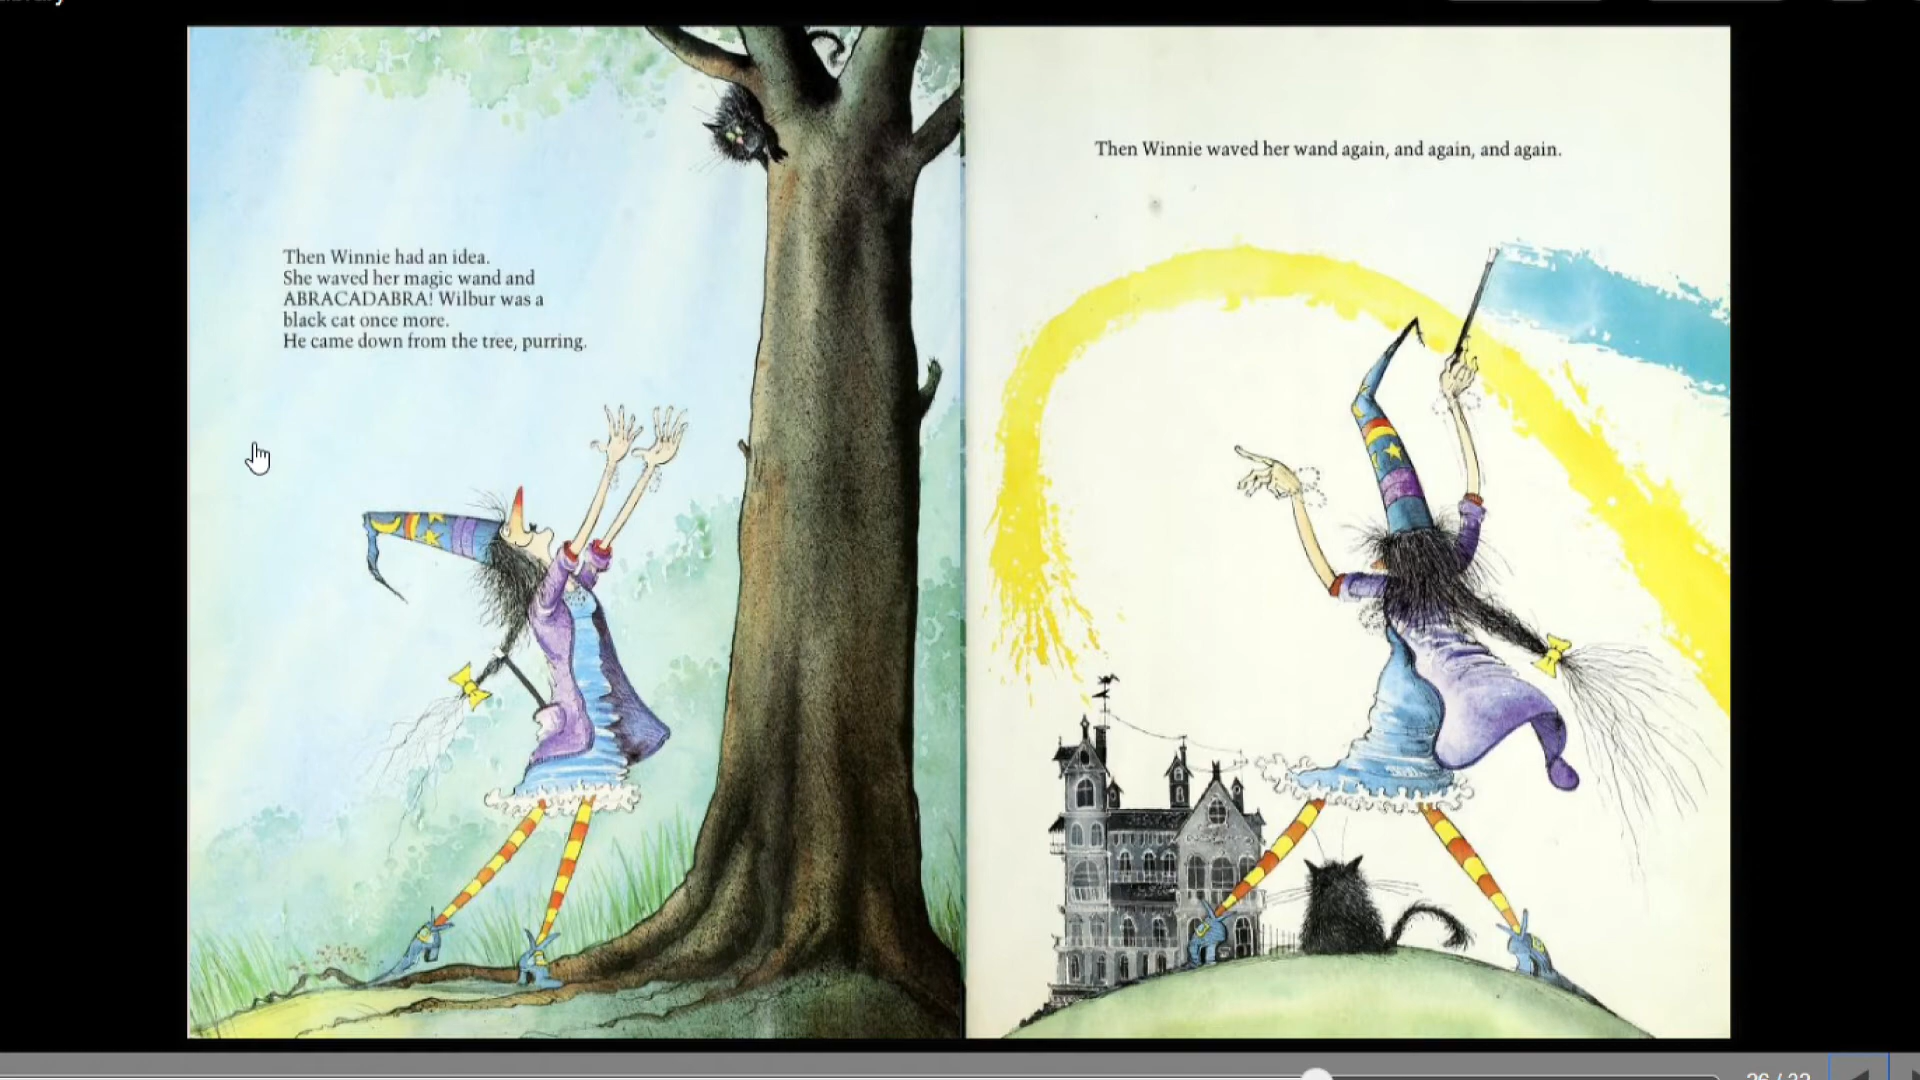 Then Winnie had an idea.
She waved her magic wand and
ABRACADABRA! Wilbur was a
black cat once more.
He came down from the tree, purring.
Then Winnie waved her wand again, and again, and again.